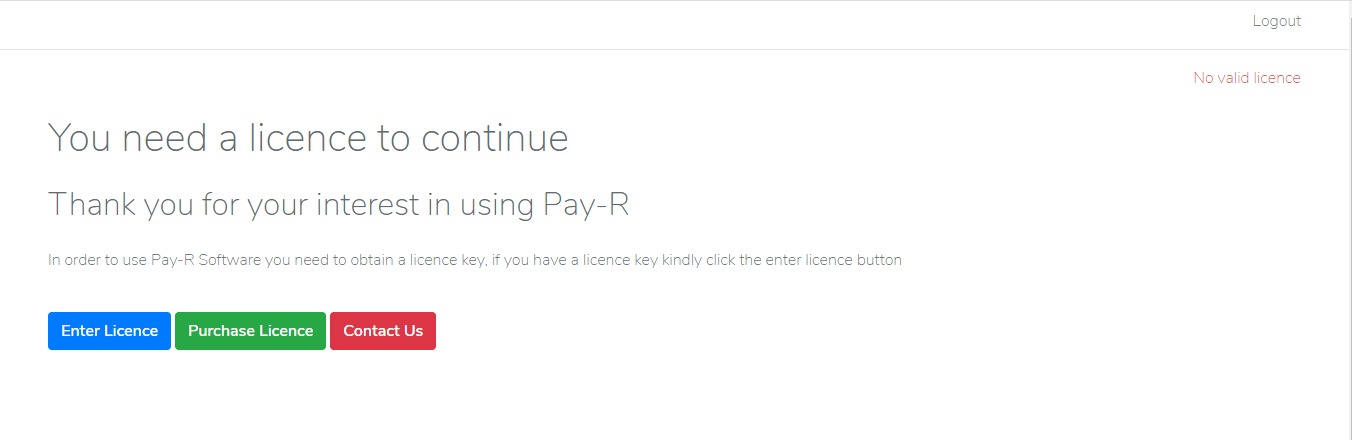 Logout
No valid licence
You need a licence to continue
Thank you for your interest in using Pay-R
In order to use Pay-R Software you need to obtain a licence key, if you have a licence key kindly click the enter licence button
Enter Licence Purchase Licence Contact Us